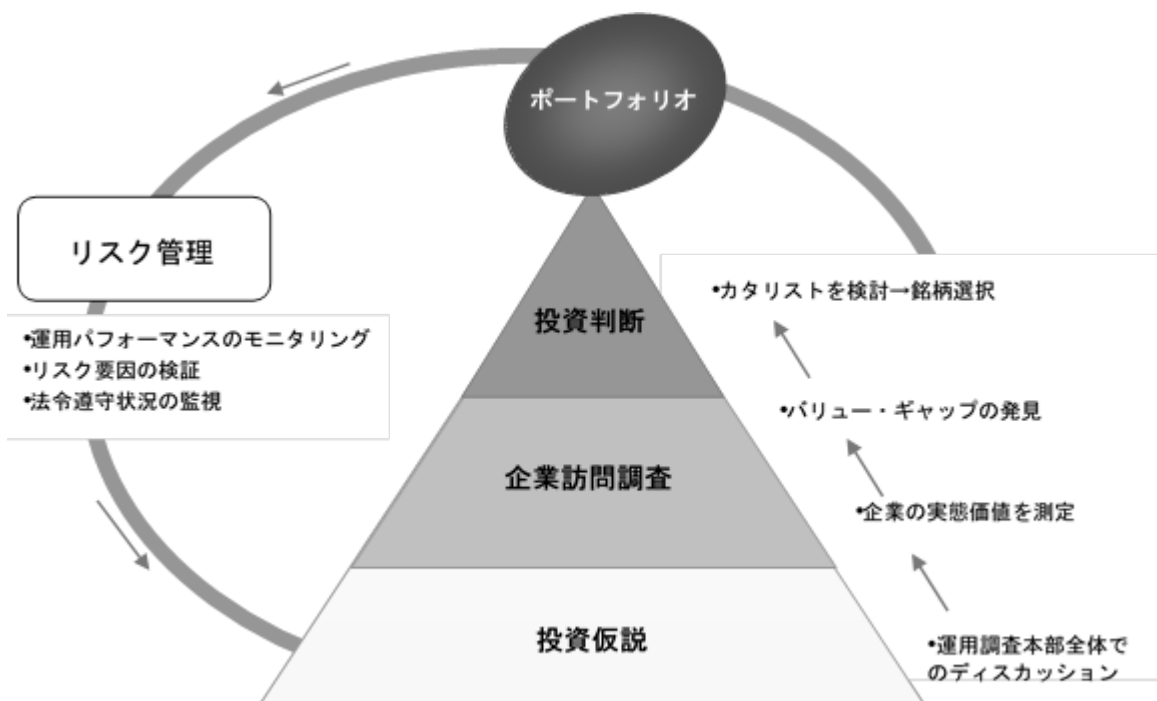 ポートフォリオ
リスク管理
•運用パフォーマンスのモニタリング
•リスク要因の検証
•法令遵守状況の監視
投資判断
企業訪問調査
投資仮説
•カタリストを検討→銘柄選択
•バリュー・ギャップの発見
•企業の実態価値を測定
•運用調査本部全体で
のディスカッション